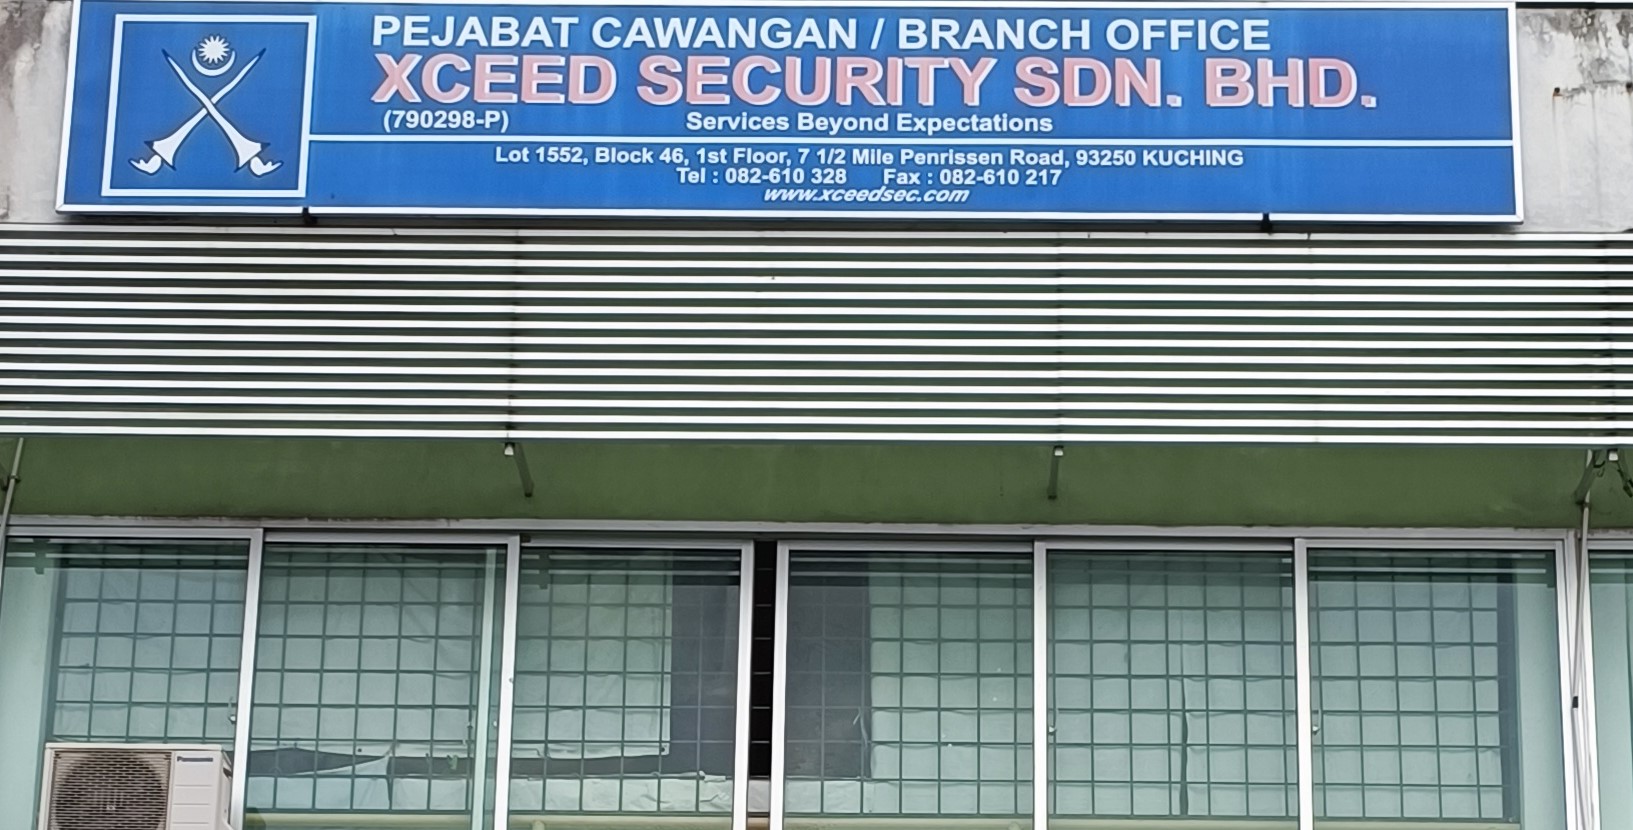 PEJABAT CAWANGAN / BRANCH OFFICE
XCEED SECURITY SDN. BHD.
(790298-P) Services Beyond Expectations
Lot 1552, Block 46, 1st Floor, 7 1/2 Mile Penrissen Road, 93250 KUCHING
Tel : 082-610 328 Fax : 082-610 217
www.xceedsec.com
Panasonic